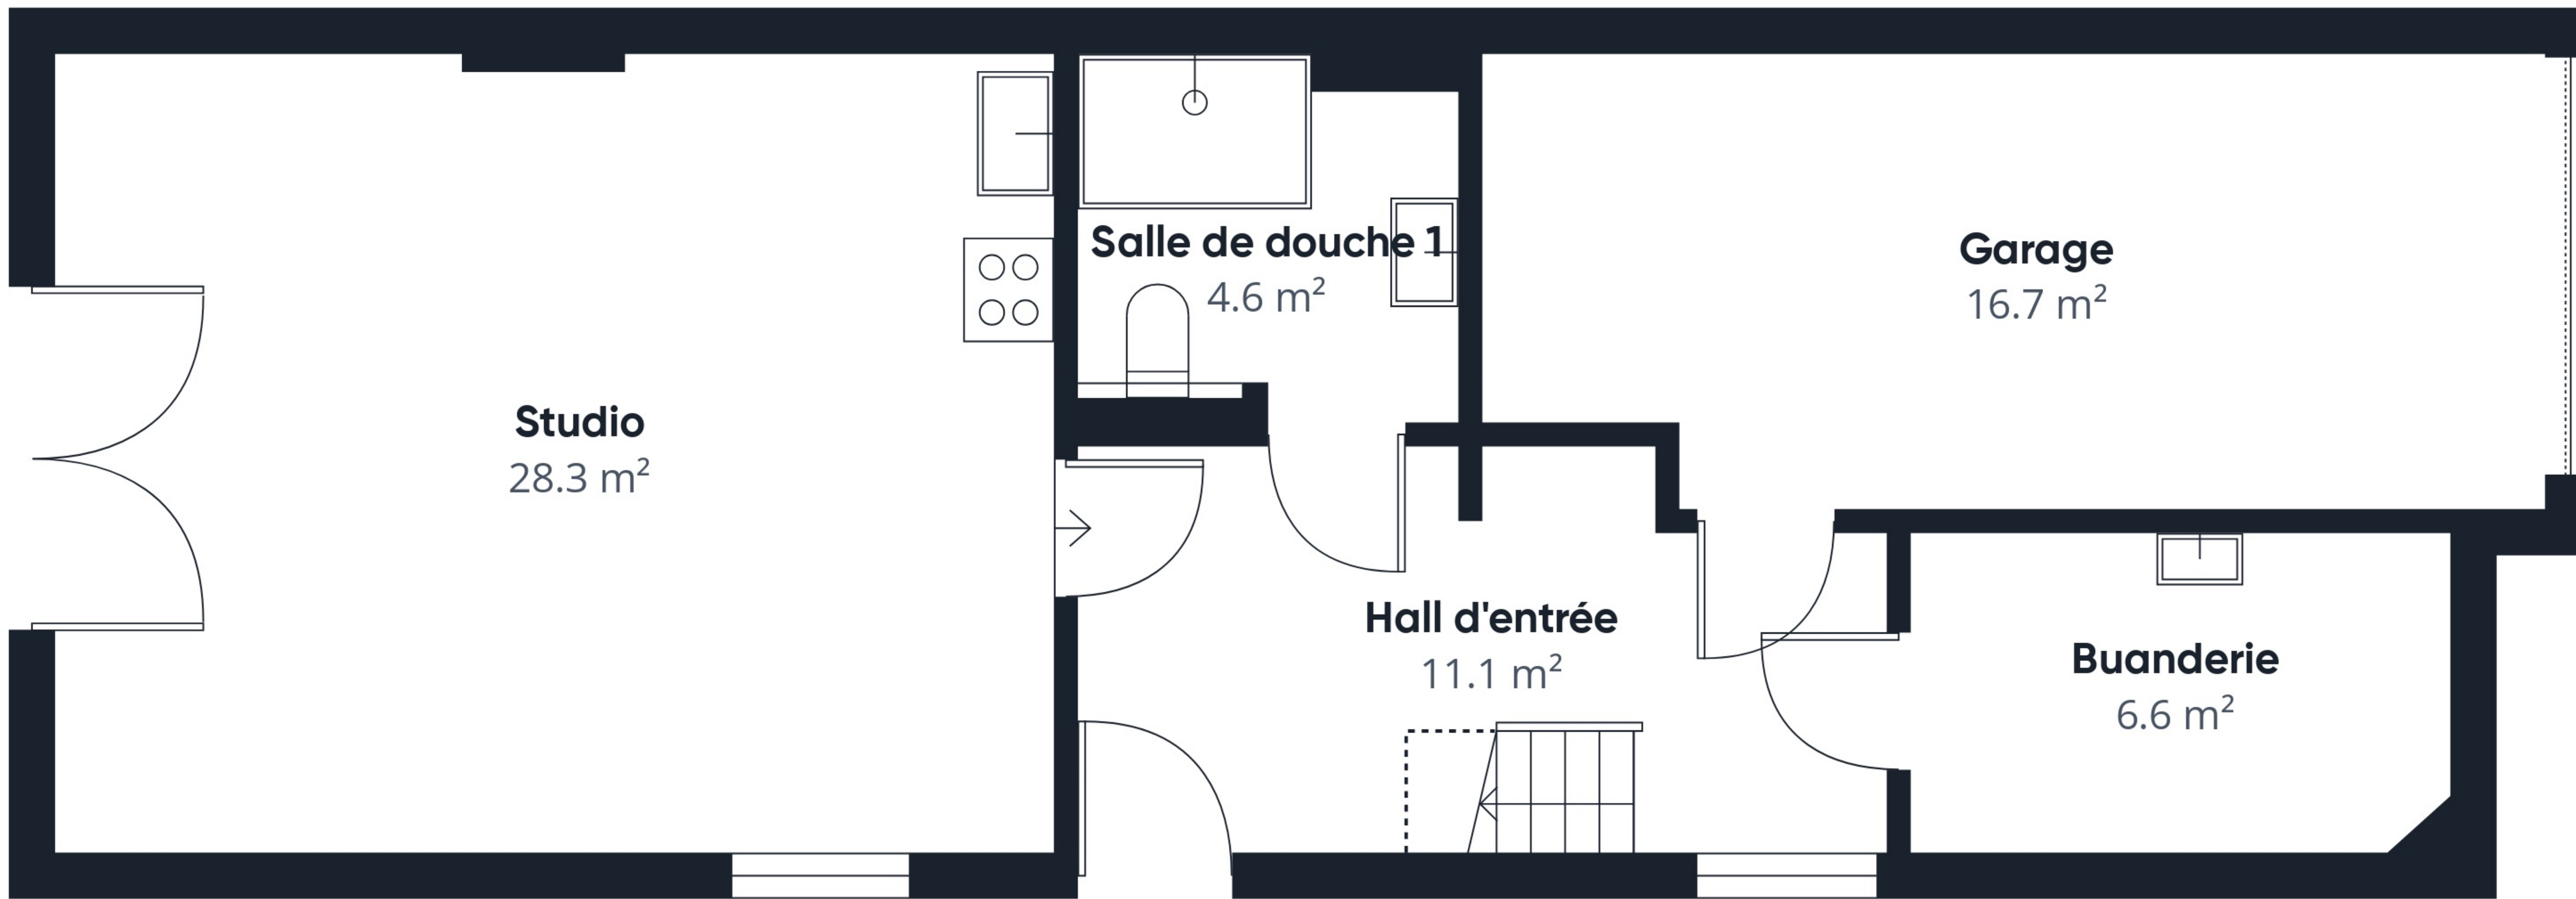 Studio
28.3 m²
Salle de douche 1
4.6 m²
Garage
16.7 m²
Hall d'entrée
11.1 m²
Buanderie
6.6 m²